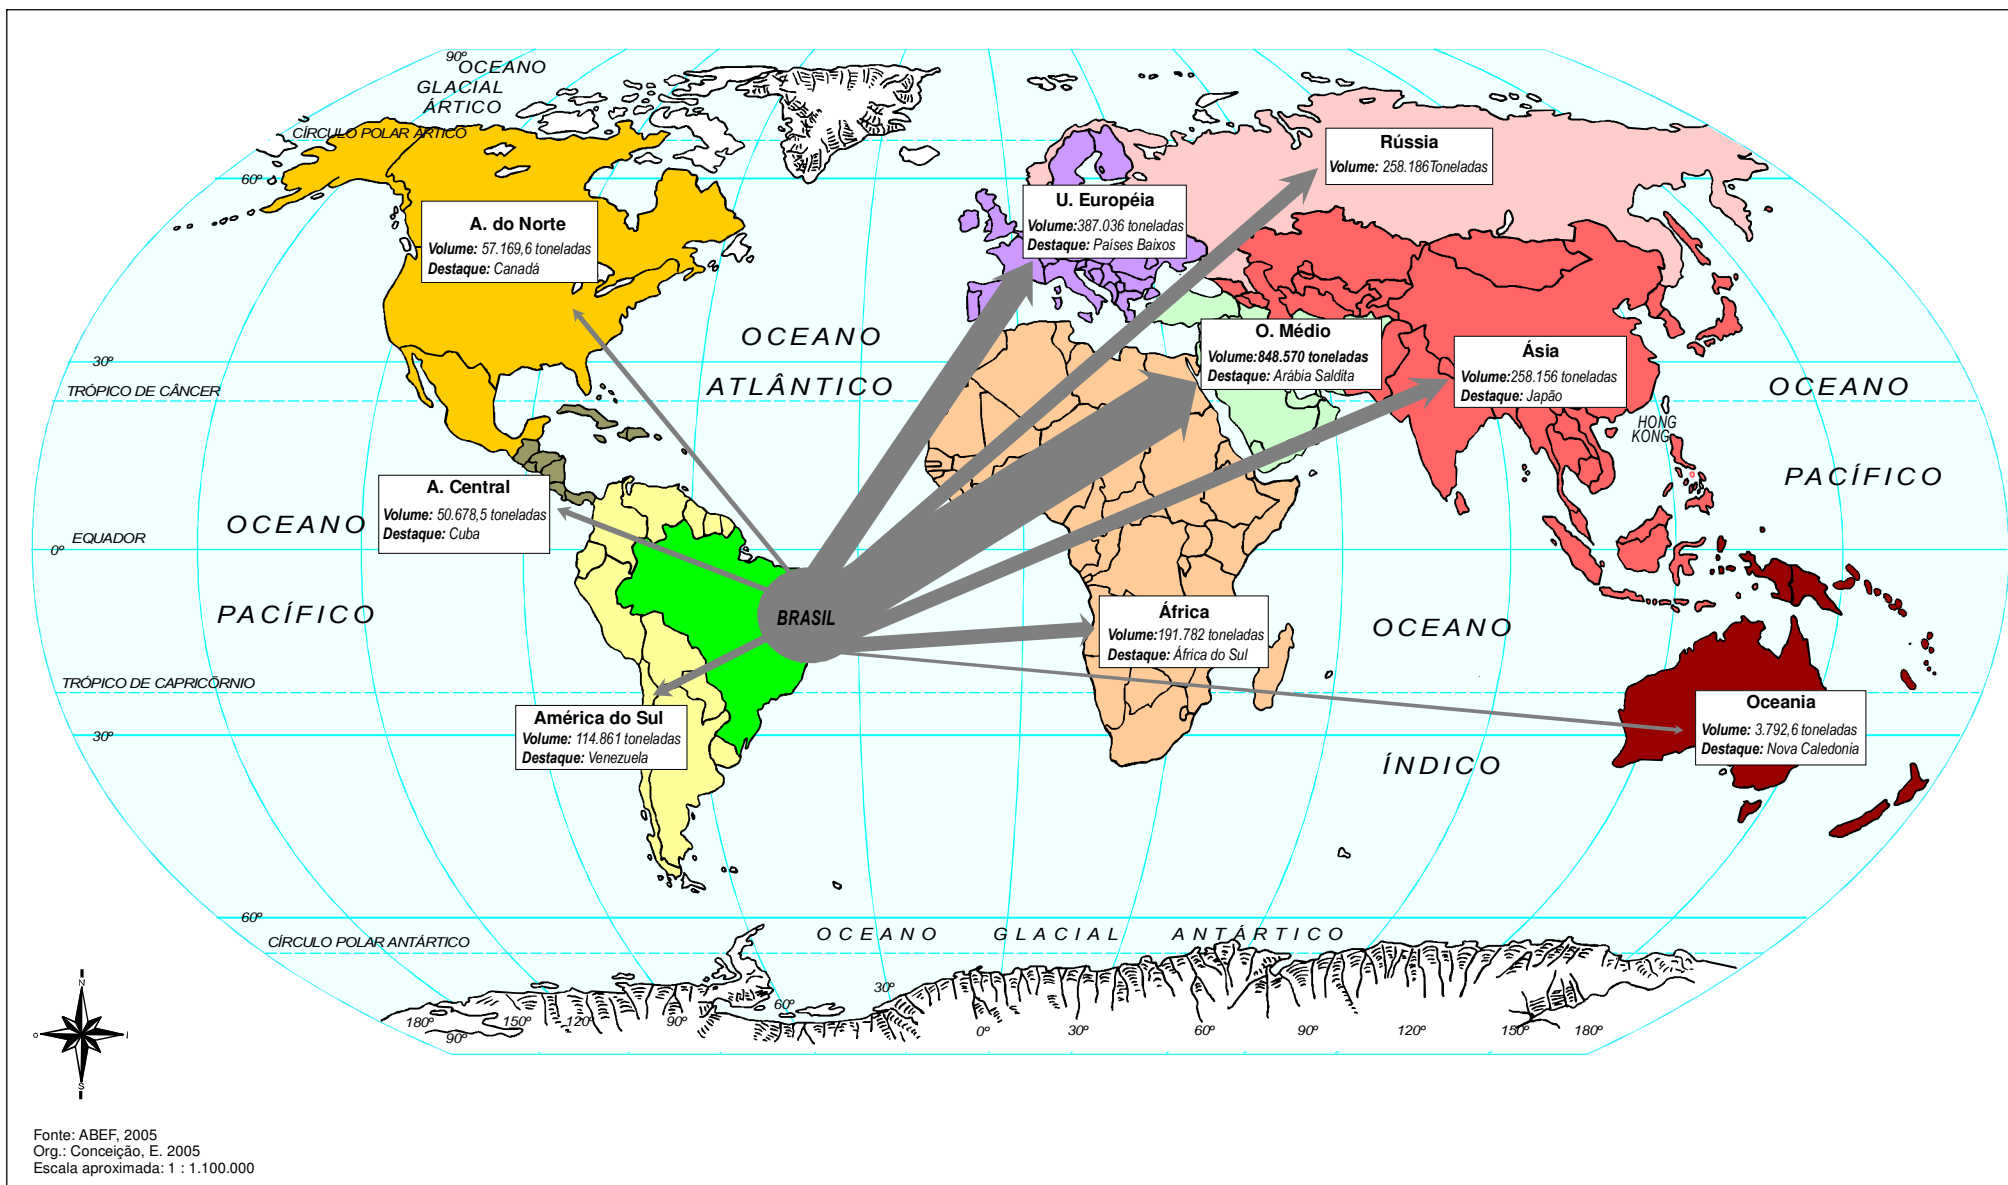 90º
OCEANO
GLACIAL
ÁRTICO
CÍRCULO POLAR ÁRTICO
60º
Rússia
Volume: 258.186Toneladas
U. Européia
Volume:387.036 toneladas
Destaque: Países Baixos
A. do Norte
Volume: 57.169,6 toneladas
Destaque: Canadá
OCEANO
ATLÂNTICO
O. Médio
Volume:848.570 toneladas
Destaque: Arábia Saldita
Ásia
Volume:258.156 toneladas
Destaque: Japão
30º
TRÓPICO DE CÂNCER
OCEANO
PACÍFICO
HONG
KONG
A. Central
Volume: 50.678,5 toneladas
Destaque: Cuba
OCEANO
PACÍFICO
EQUADOR
0º
BRASIL
África
Volume:191.782 toneladas
Destaque: África do Sul
OCEANO
ÍNDICO
TRÓPICO DE CAPRICÓRNIO
América do Sul
Volume: 114.861 toneladas
Destaque: Venezuela
Oceania
Volume: 3.792,6 toneladas
Destaque: Nova Caledonia
30º
60º
CÍRCULO POLAR ANTÁRTICO
OCEANO GLACIAL ANTÁRTICO
180º 150º 120º 90º 60º 30º 0º 30º 60º 90º 120º 150º 180º
90º
N
o
S
Fonte: ABEF, 2005
Org.: Conceição, E. 2005
Escala aproximada: 1 : 1.100.000